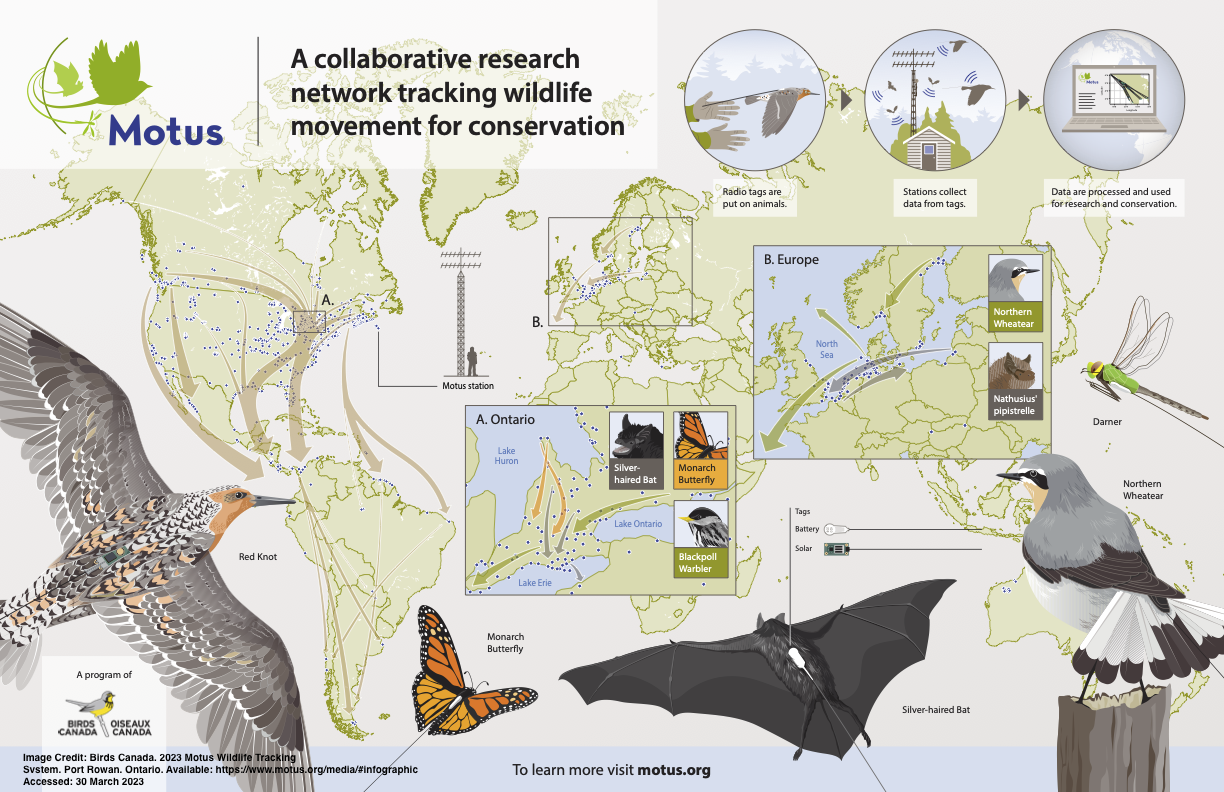 Motus
A collaborative research
network tracking wildlife
movement for conservation
Motus
Radio tags are
put on animals.
Stations collect
data from tags.
Data are processed and used
for research and conservation.
A.
B.
Motus station
A. Ontario
Lake
Huron
Lake Ontario
Lake Erie
Silver-
haired Bat
Monarch
Butterfly
Blackpoll
Warbler
B. Europe
North
Sea
Northern
Wheatear
Nathusius'
pipistrelle
Darner
Northern
Wheatear
Tags
Battery
Solar
Red Knot
Monarch
Butterfly
Silver-haired Bat
A program of
BIRDS CANADA
OISEAUX CANADA
Image Credit: Birds Canada. 2023 Motus Wildlife Tracking
System. Port Rowan. Ontario. Available: https://www.motus.org/media/#infographic
Accessed: 30 March 2023
To learn more visit motus.org